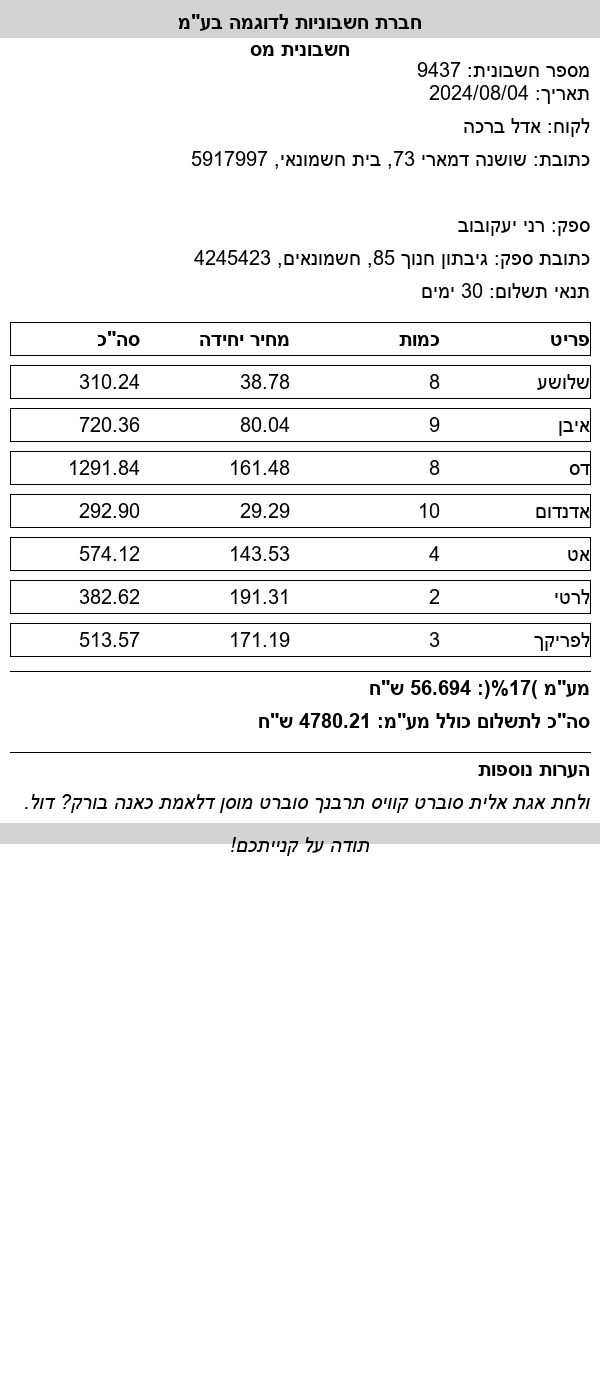 חברת חשבוניות לדוגמה בע"מ
חשבונית מס
מספר חשבונית: 9437
תאריך: 2024/08/04
לקוח: אדל ברכה
כתובת: שושנה דמארי 73, בית חשמונאי, 5917997
ספק: רני יעקובוב
כתובת ספק: גיבתון חנוך 85, חשמונאים, 4245423
תנאי תשלום: 30 ימים
פריט כמות מחיר יחידה סה"כ
שלושע 8 38.78 310.24
איבן 9 80.04 720.36
דס 8 161.48 1291.84
אדנדום 10 29.29 292.90
אט 4 143.53 574.12
לרטי 2 191.31 382.62
לפריקך 3 171.19 513.57
מע"מ )17%(: 56.694 ש"ח
סה"כ לתשלום כולל מע"מ: 4780.21 ש"ח
הערות נוספות
ולחת אגת אלית סוברט קוויס תרבנך סוברט מוסן דלאמת כאנה בורק? דול.
תודה על קנייתכם!